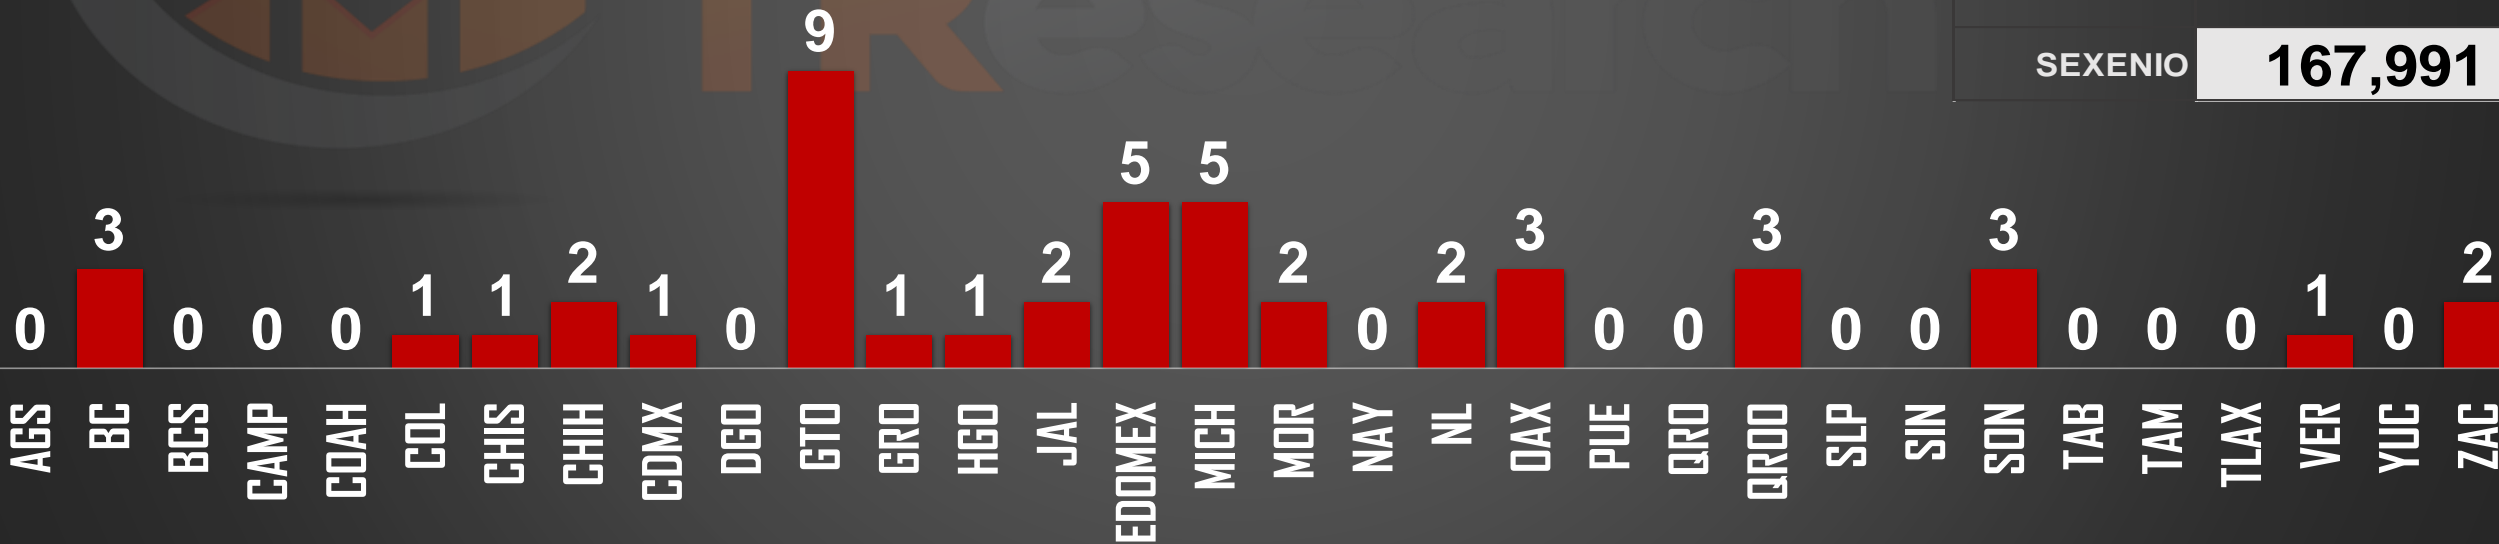 TResearch
SEXENIO 167,991
0 3 0 0 0 1 1 2 1 0 9 1 1 2 5 5 2 0 2 3 0 0 3 0 0 3 0 0 0 1 0 2
AGS BC BCS CAMP COAH COL CHIS CHIH CDMX DGO GTO GRO HGO JAL EDOMEX MICH MOR NAY NL OAX PUE QRO QROO SLP SIN SON TAB TAM TLAX VER YUC ZAC